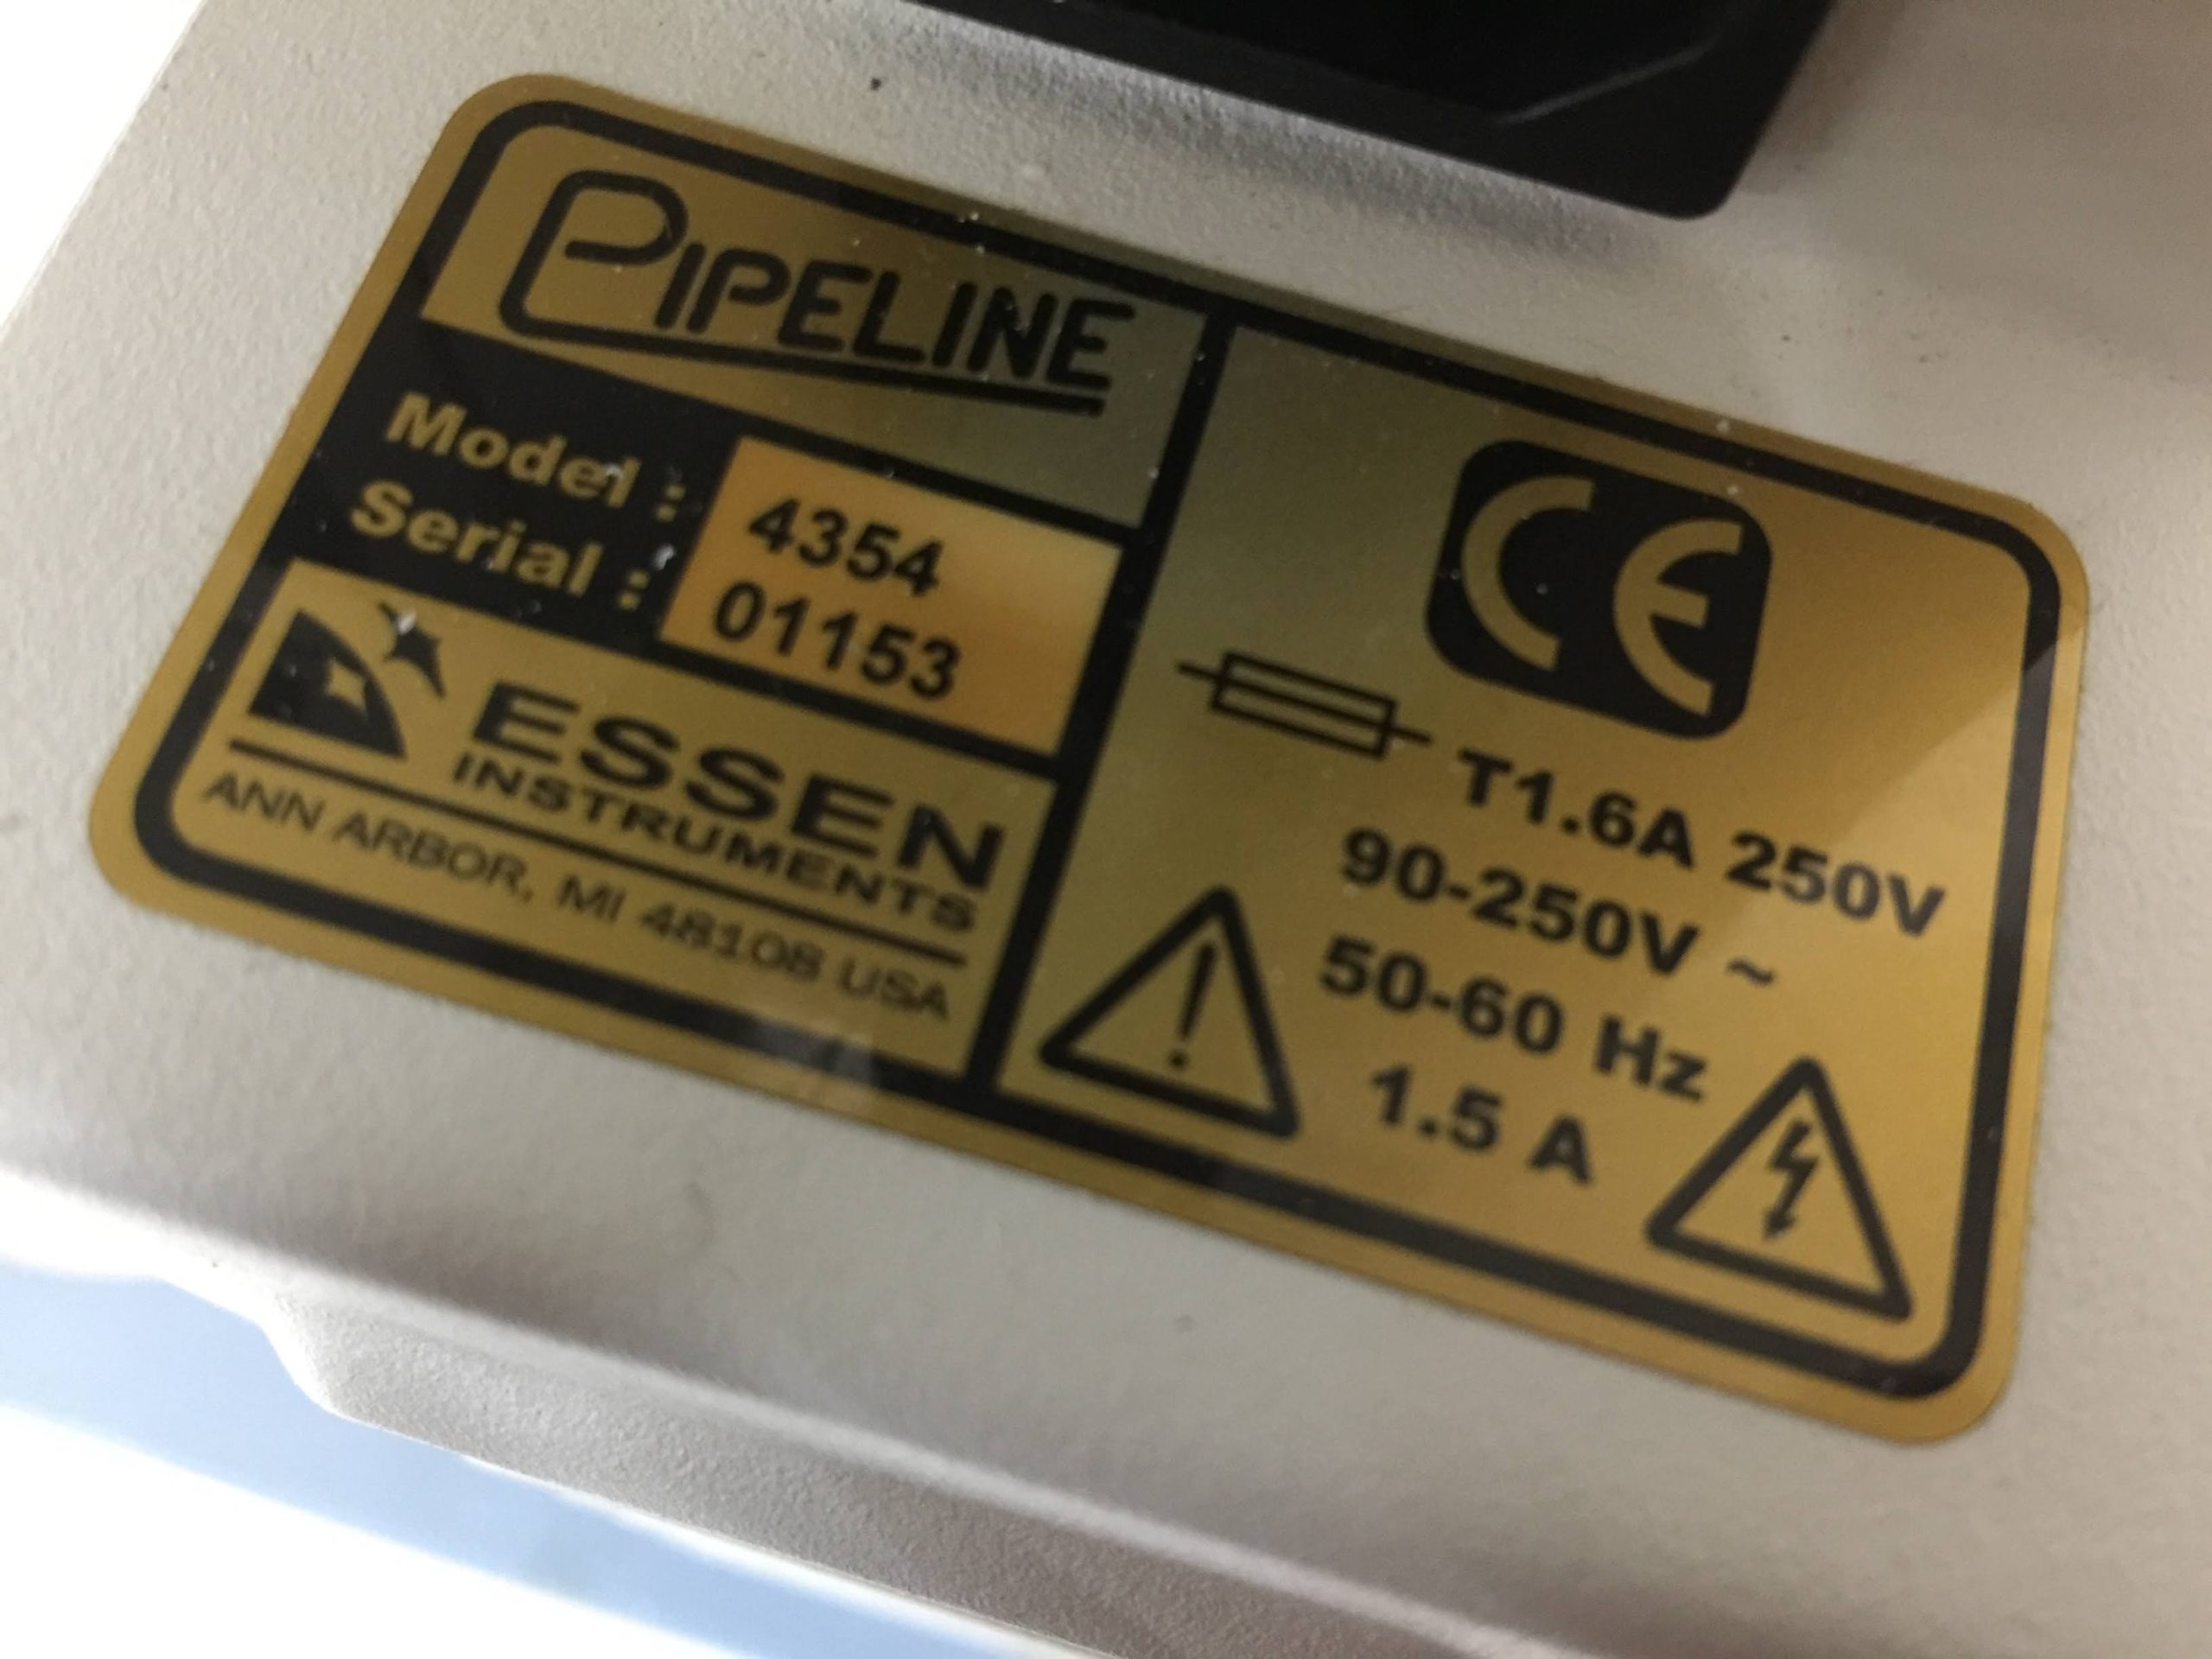 PIPELINE
Model : 4354
Serial : 01153
ESSEN
INSTRUMENTS
ANN ARBOR, MI 48108 USA
CE
T1.6A 250V
90-250V ~
50-60 Hz
1.5 A